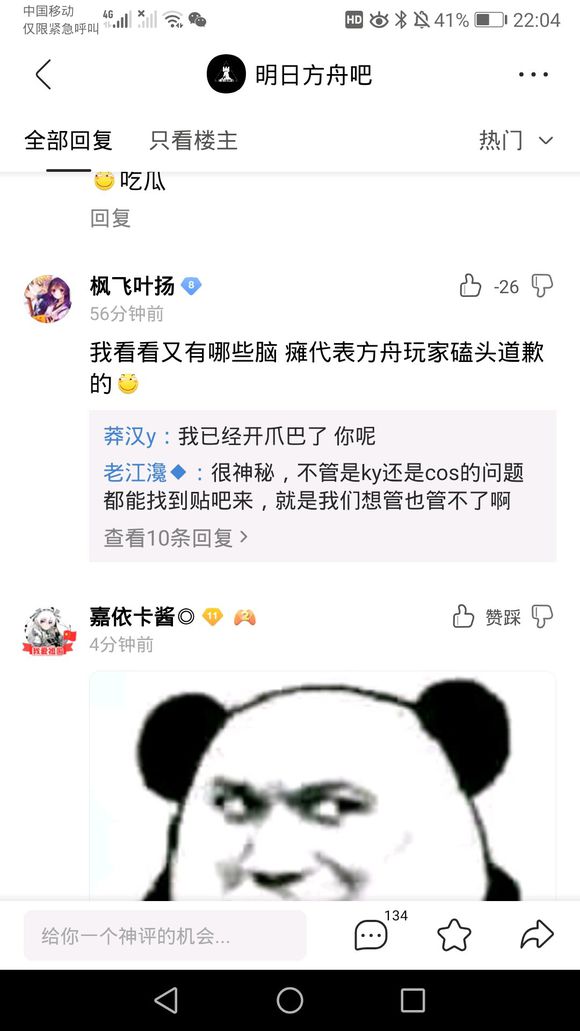 中国移动
仅限紧急呼叫
4G
HD
41%
22:04
明日方舟吧
全部回复
只看楼主
热门
吃瓜
回复
枫飞叶扬
8
-26
56分钟前
我看看又有哪些脑 瘫代表方舟玩家磕头道歉
的
莽汉y：我已经开爪巴了 你呢
老江瀺：很神秘，不管是ky还是cos的问题
都能找到贴吧来，就是我们想管也管不了啊
查看10条回复
嘉依卡酱◎
11
2
赞踩
4分钟前
我爱祖国
给你一个神评的机会...
134